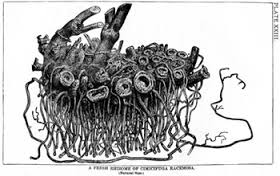 PLATE XXIII
A FRESH RHIZOME OF CIMICIFUGA RACEMOSA.
(Natural Size.)